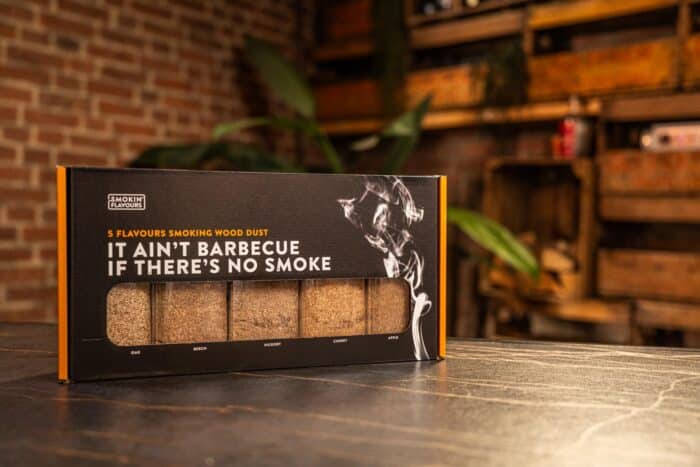 SMOKIN'
FLAVOURS
5 FLAVOURS SMOKING WOOD DUST
IT AIN'T BARBECUE
IF THERE'S NO SMOKE
OAK
BEECH
HICKORY
CHERRY
APPLE